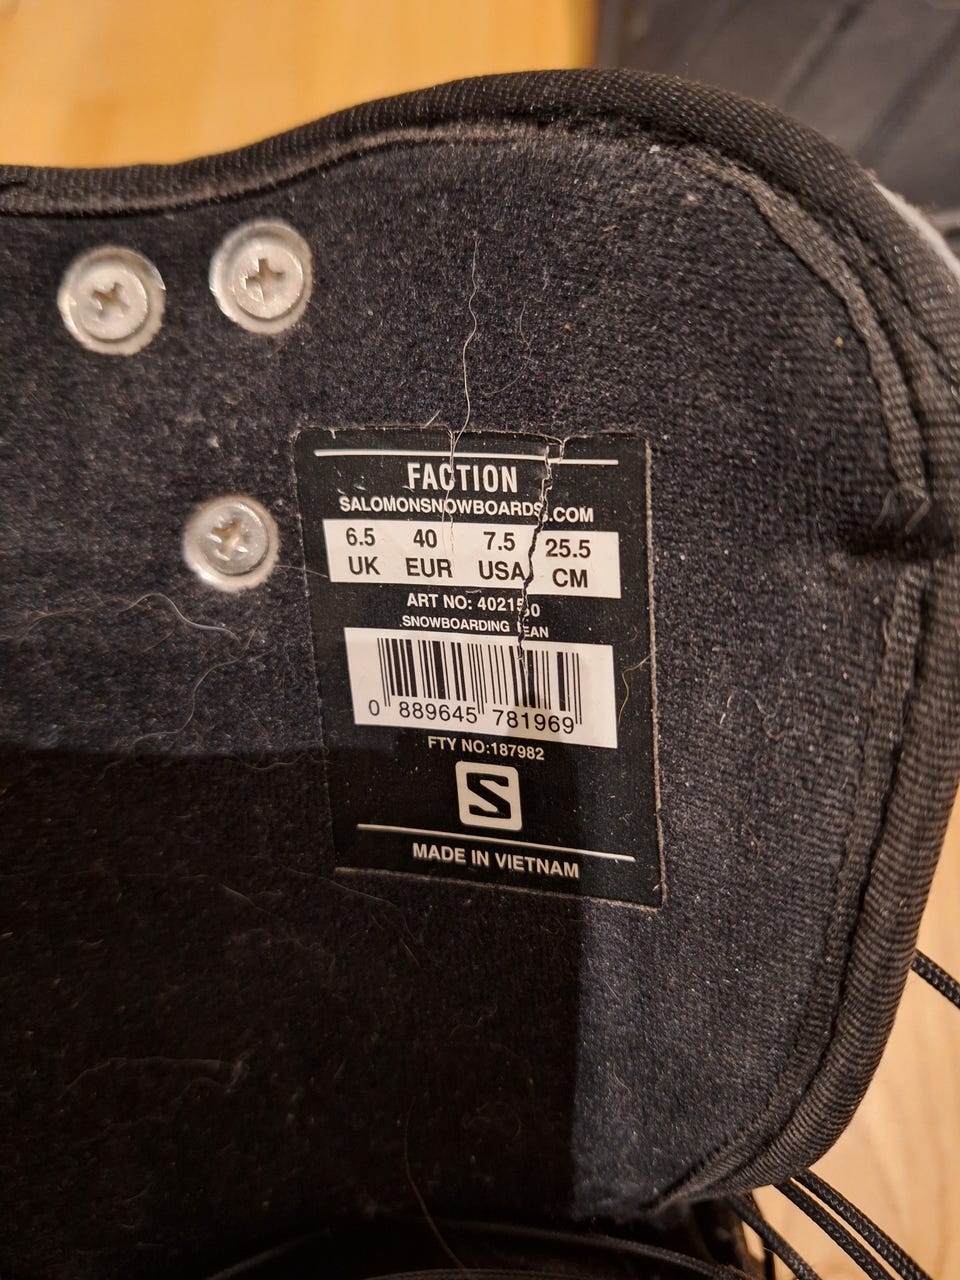 FACTION
SALOMONSNOWBOARDS.COM
6.5 40 7.5 25.5
UK EUR USA CM
ART NO:
SNOWBOARDING EAN
0 889645 781969
FTY NO:187982
S
MADE IN VIETNAM